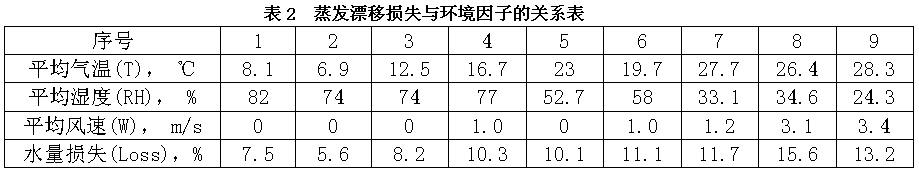 表2 蒸发漂移损失与环境因子的关系表
序号 1 2 3 4 5 6 7 8 9
平均气温(T), ℃ 8.1 6.9 12.5 16.7 23 19.7 27.7 26.4 28.3
平均湿度(RH), % 82 74 74 77 52.7 58 33.1 34.6 24.3
平均风速(W), m/s 0 0 0 1.0 0 1.0 1.2 3.1 3.4
水量损失(Loss),% 7.5 5.6 8.2 10.3 10.1 11.1 11.7 15.6 13.2